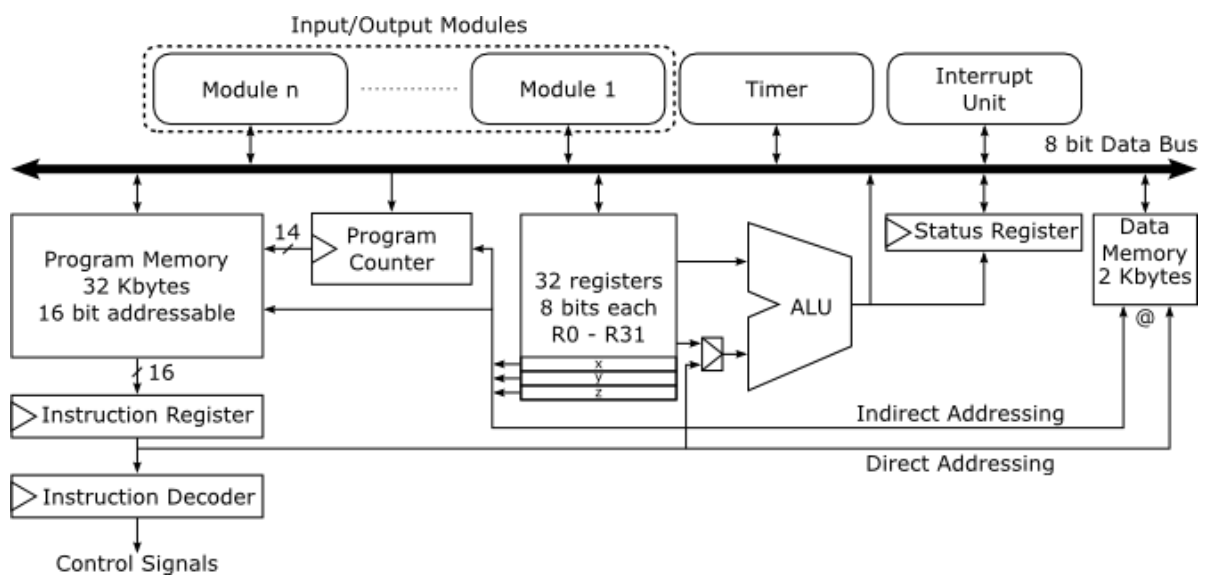 Input/Output Modules
Module n
Module 1
Timer
Interrupt
Unit
8 bit Data Bus
Program Memory
32 Kbytes
16 bit addressable
14
Program
Counter
32 registers
8 bits each
R0 - R31
x
y
z
ALU
Status Register
Data
Memory
2 Kbytes
@
16
Instruction Register
Indirect Addressing
Direct Addressing
Instruction Decoder
Control Signals